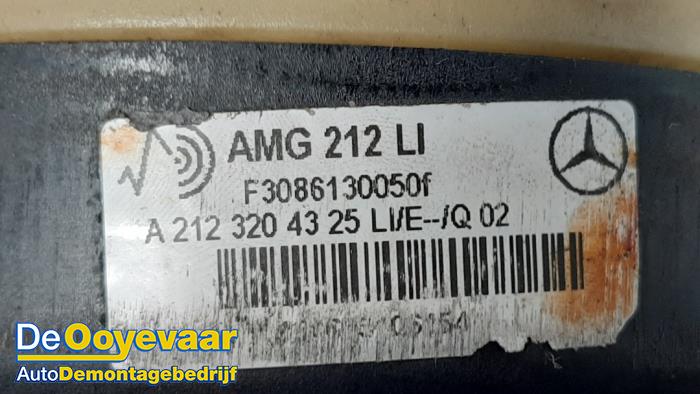 AMG 212 LI
F3086130050f
A 212 320 43 25 LI/E--/Q 02
De Ooyevaar
AutoDemontagebedrijf